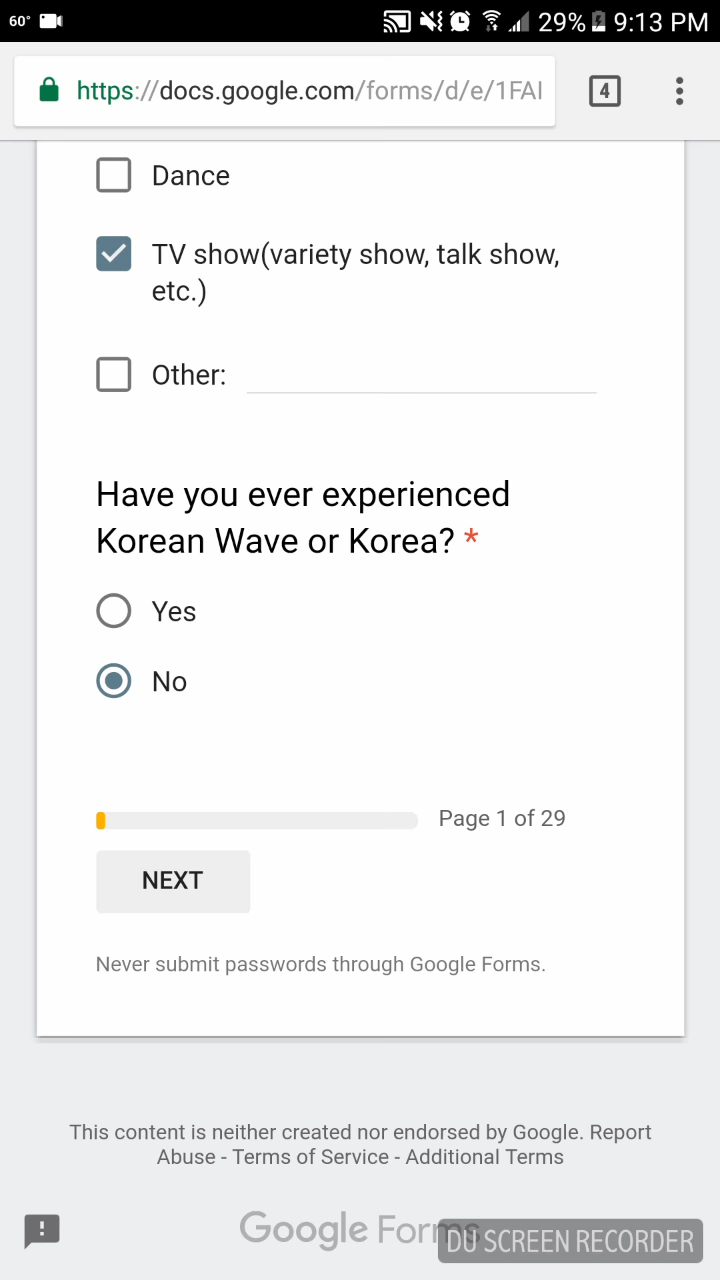 60°
29% 9:13 PM
https://docs.google.com/forms/d/e/1FAI
4
Dance
TV show(variety show, talk show,
etc.)
Other:
Have you ever experienced
Korean Wave or Korea? *
Yes
No
Page 1 of 29
NEXT
Never submit passwords through Google Forms.
This content is neither created nor endorsed by Google. Report
Abuse - Terms of Service - Additional Terms
Google Forms
DU SCREEN RECORDER